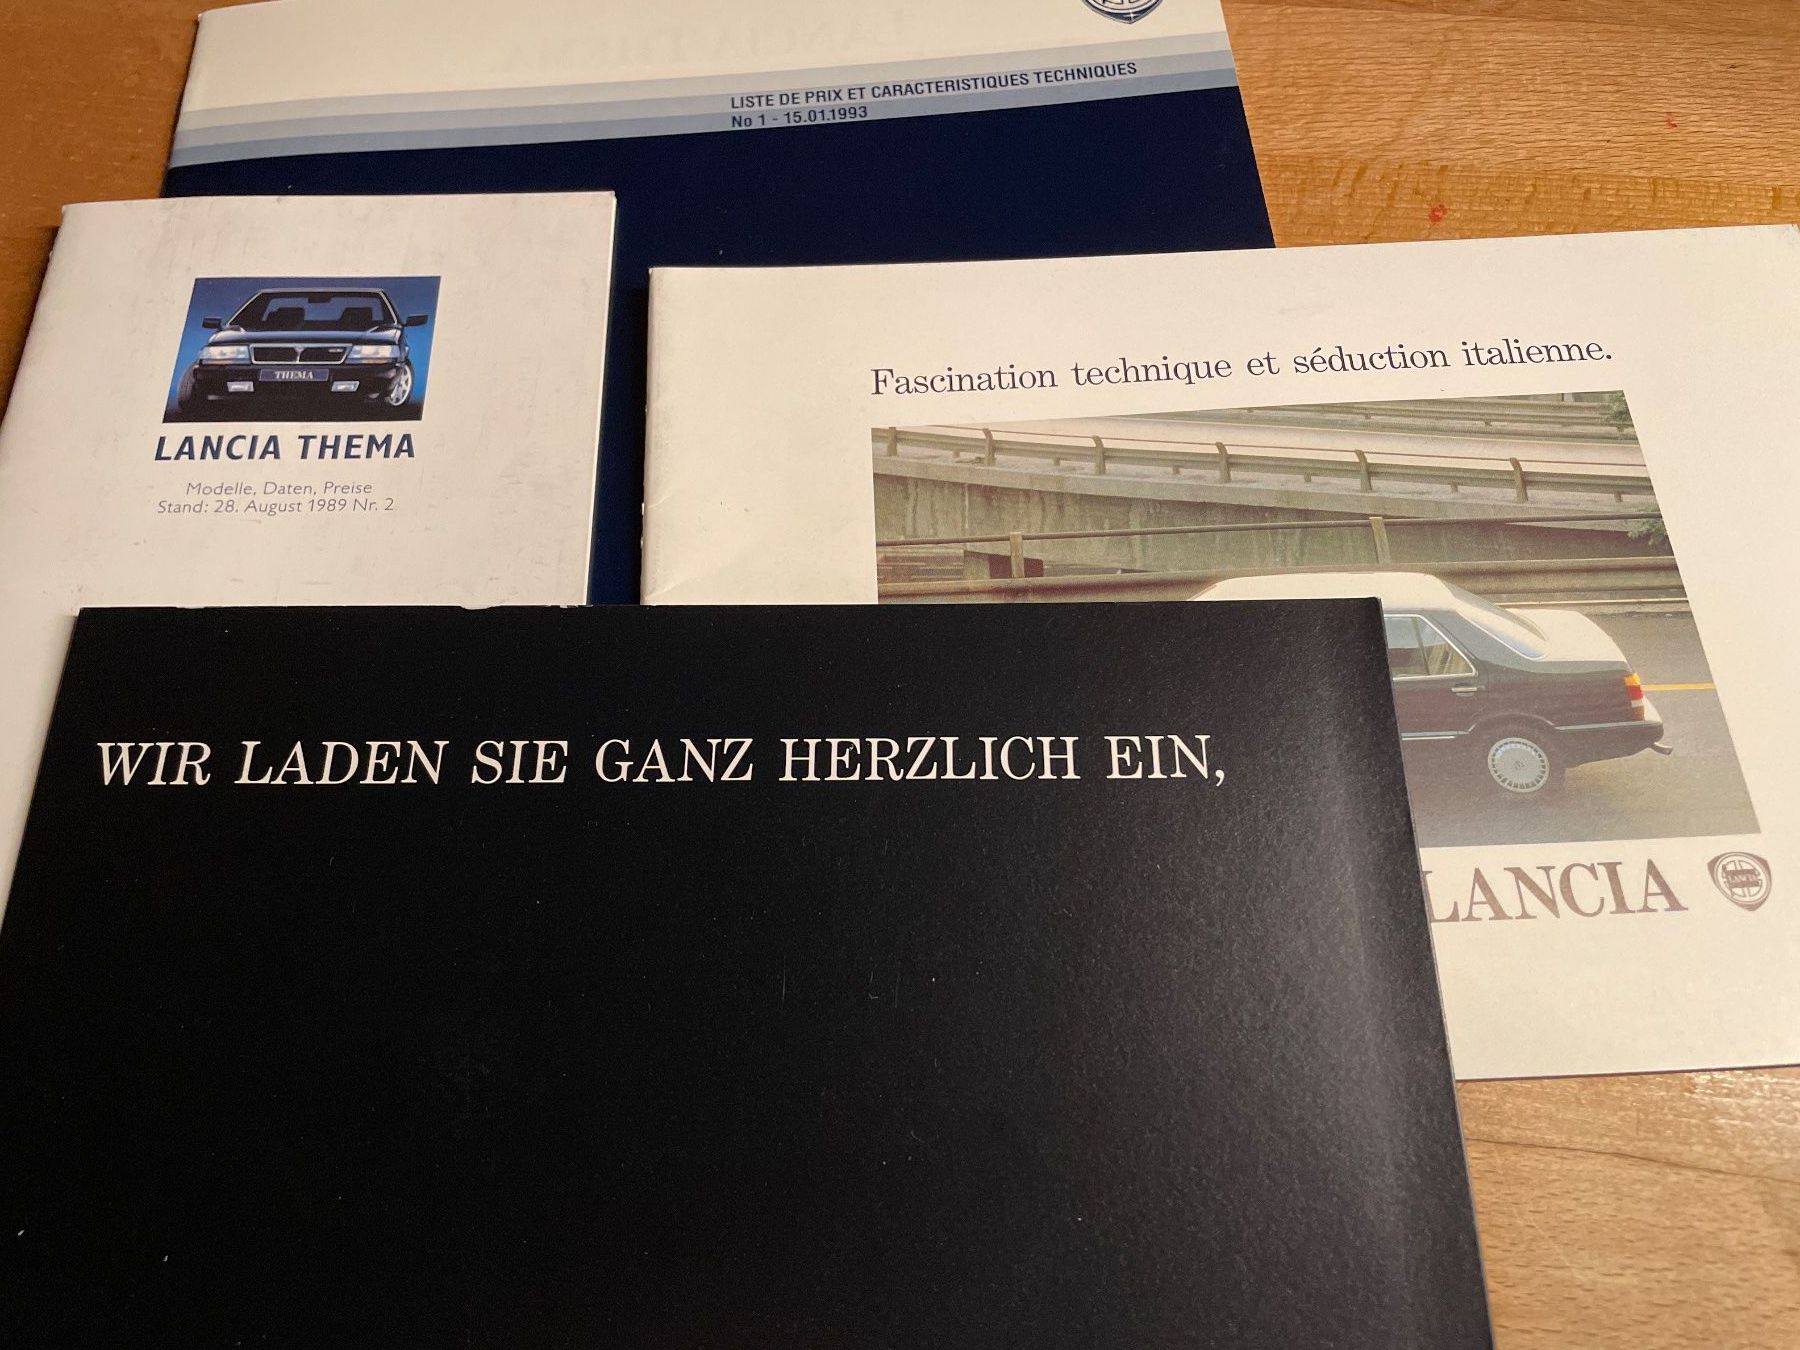 LISTE DE PRIX ET CARACTERISTIQUES TECHNIQUES
No 1 - 15.01.1993
THEMA
LANCIA THEMA
Modelle, Daten, Preise
Stand: 28. August 1989 Nr. 2
Fascination technique et séduction italienne.
LANCIA
LANCIA
WIR LADEN SIE GANZ HERZLICH EIN,